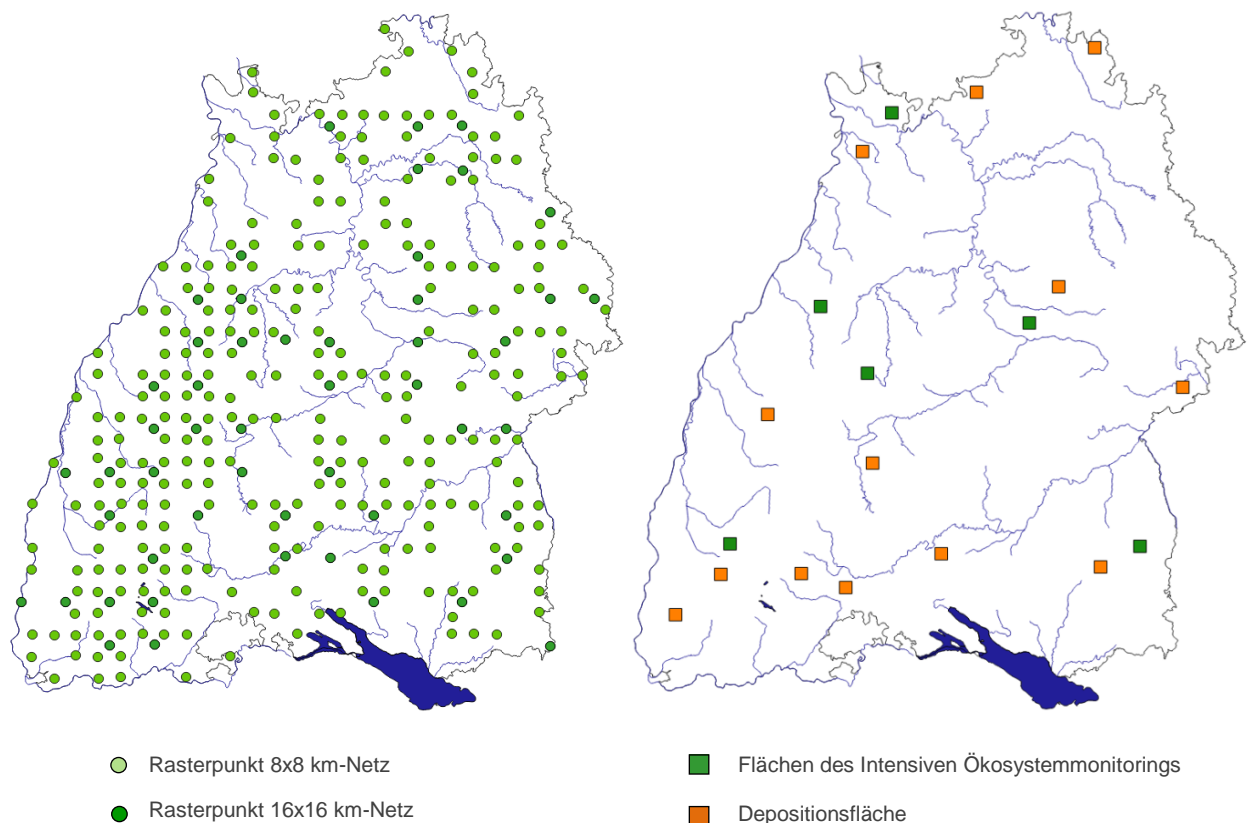 Rasterpunkt 8x8 km-Netz
Rasterpunkt 16x16 km-Netz
Flächen des Intensiven Ökosystemmonitorings
Depositionsfläche